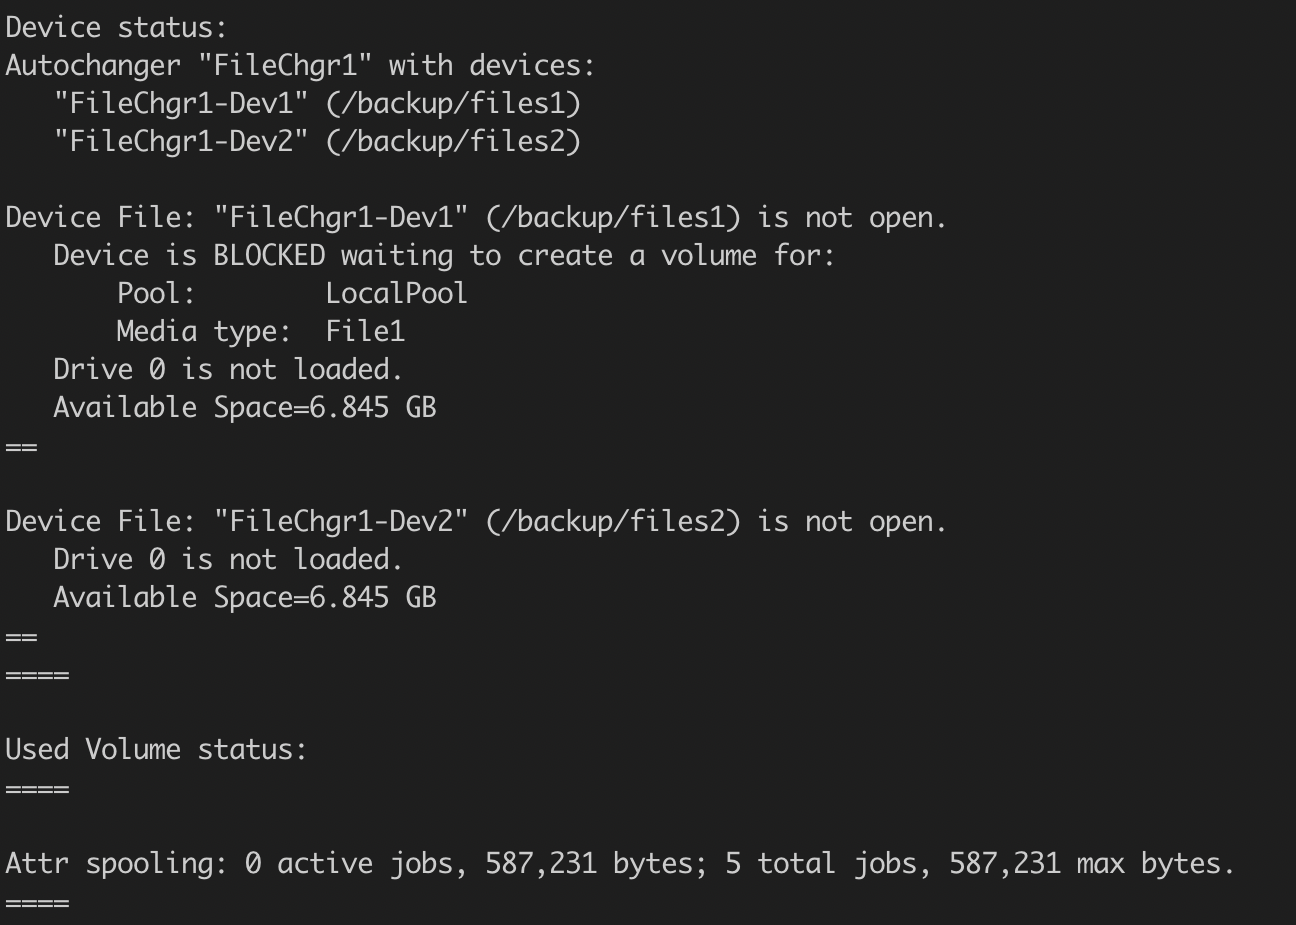 Device status:
Autochanger "FileChgr1" with devices:
   "FileChgr1-Dev1" (/backup/files1)
   "FileChgr1-Dev2" (/backup/files2)

Device File: "FileChgr1-Dev1" (/backup/files1) is not open.
   Device is BLOCKED waiting to create a volume for:
       Pool:        LocalPool
       Media type:  File1
   Drive 0 is not loaded.
   Available Space=6.845 GB
==

Device File: "FileChgr1-Dev2" (/backup/files2) is not open.
   Drive 0 is not loaded.
   Available Space=6.845 GB
==
====

Used Volume status:
====

Attr spooling: 0 active jobs, 587,231 bytes; 5 total jobs, 587,231 max bytes.
====